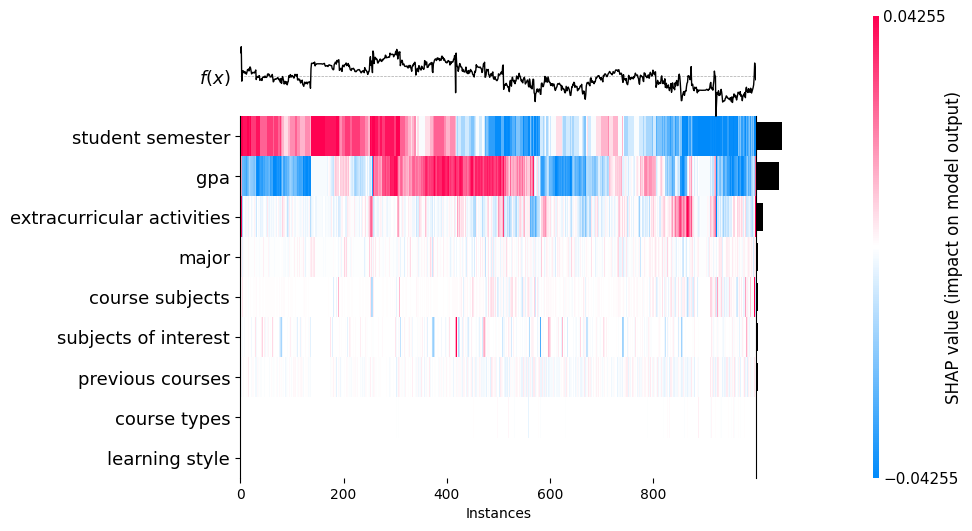 0.04255
f(x)
student semester
gpa
extracurricular activities
major
course subjects
subjects of interest
previous courses
course types
learning style
0 200 400 600 800
Instances
SHAP value (impact on model output)
−0.04255